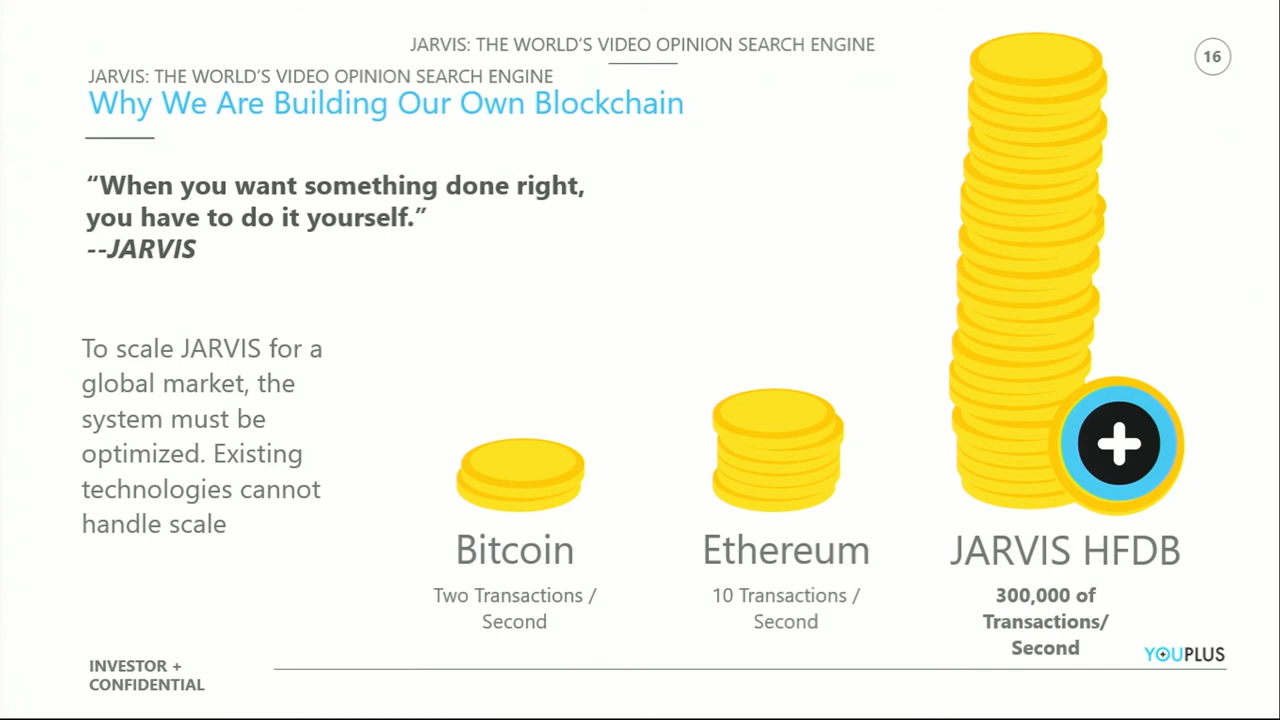 JARVIS: THE WORLD'S VIDEO OPINION SEARCH ENGINE
16
JARVIS: THE WORLD'S VIDEO OPINION SEARCH ENGINE
Why We Are Building Our Own Blockchain
“When you want something done right,
you have to do it yourself.”
--JARVIS
To scale JARVIS for a
global market, the
system must be
optimized. Existing
technologies cannot
handle scale
Bitcoin
Two Transactions /
Second
Ethereum
10 Transactions /
Second
JARVIS HFDB
300,000 of
Transactions/
Second
INVESTOR +
CONFIDENTIAL
YOUPLUS